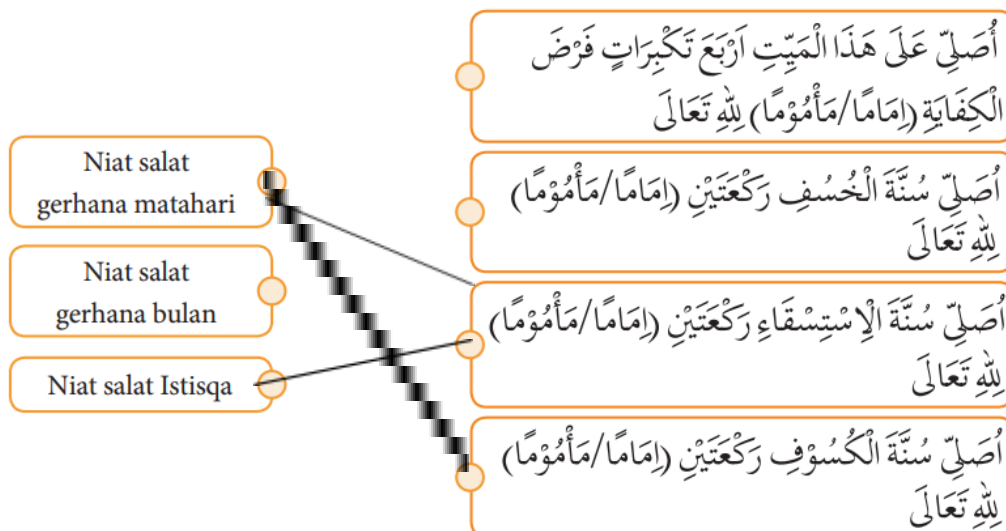 Niat salat
gerhana matahari
Niat salat
gerhana bulan
Niat salat Istisqa
أُصَلِيّ عَلَىَ هَذَا الْمَيِّتِ اَرْبَعَ تَكْبِرَاتٍ فَرْضَ
الْكِفَايَةِ (اِمَامًا/مَأْمُوْمًا) لِلّٰهِ تَعَالَى
اُصَلِيّ سُنَّةَ الْخُسُفِ رَكْعَتَيْنِ (اِمَامًا/مَأْمُوْمًا)
لِلّٰهِ تَعَالَى
اُصَلِيّ سُنَّةَ الْاِسْتِسْقَاءِ رَكْعَتَيْنِ (اِمَامًا/مَأْمُوْمًا)
لِلّٰهِ تَعَالَى
اُصَلِيّ سُنَّةَ الْكُسُوْفِ رَكْعَتَيْنِ (اِمَامًا/مَأْمُوْمًا)
لِلّٰهِ تَعَالَى